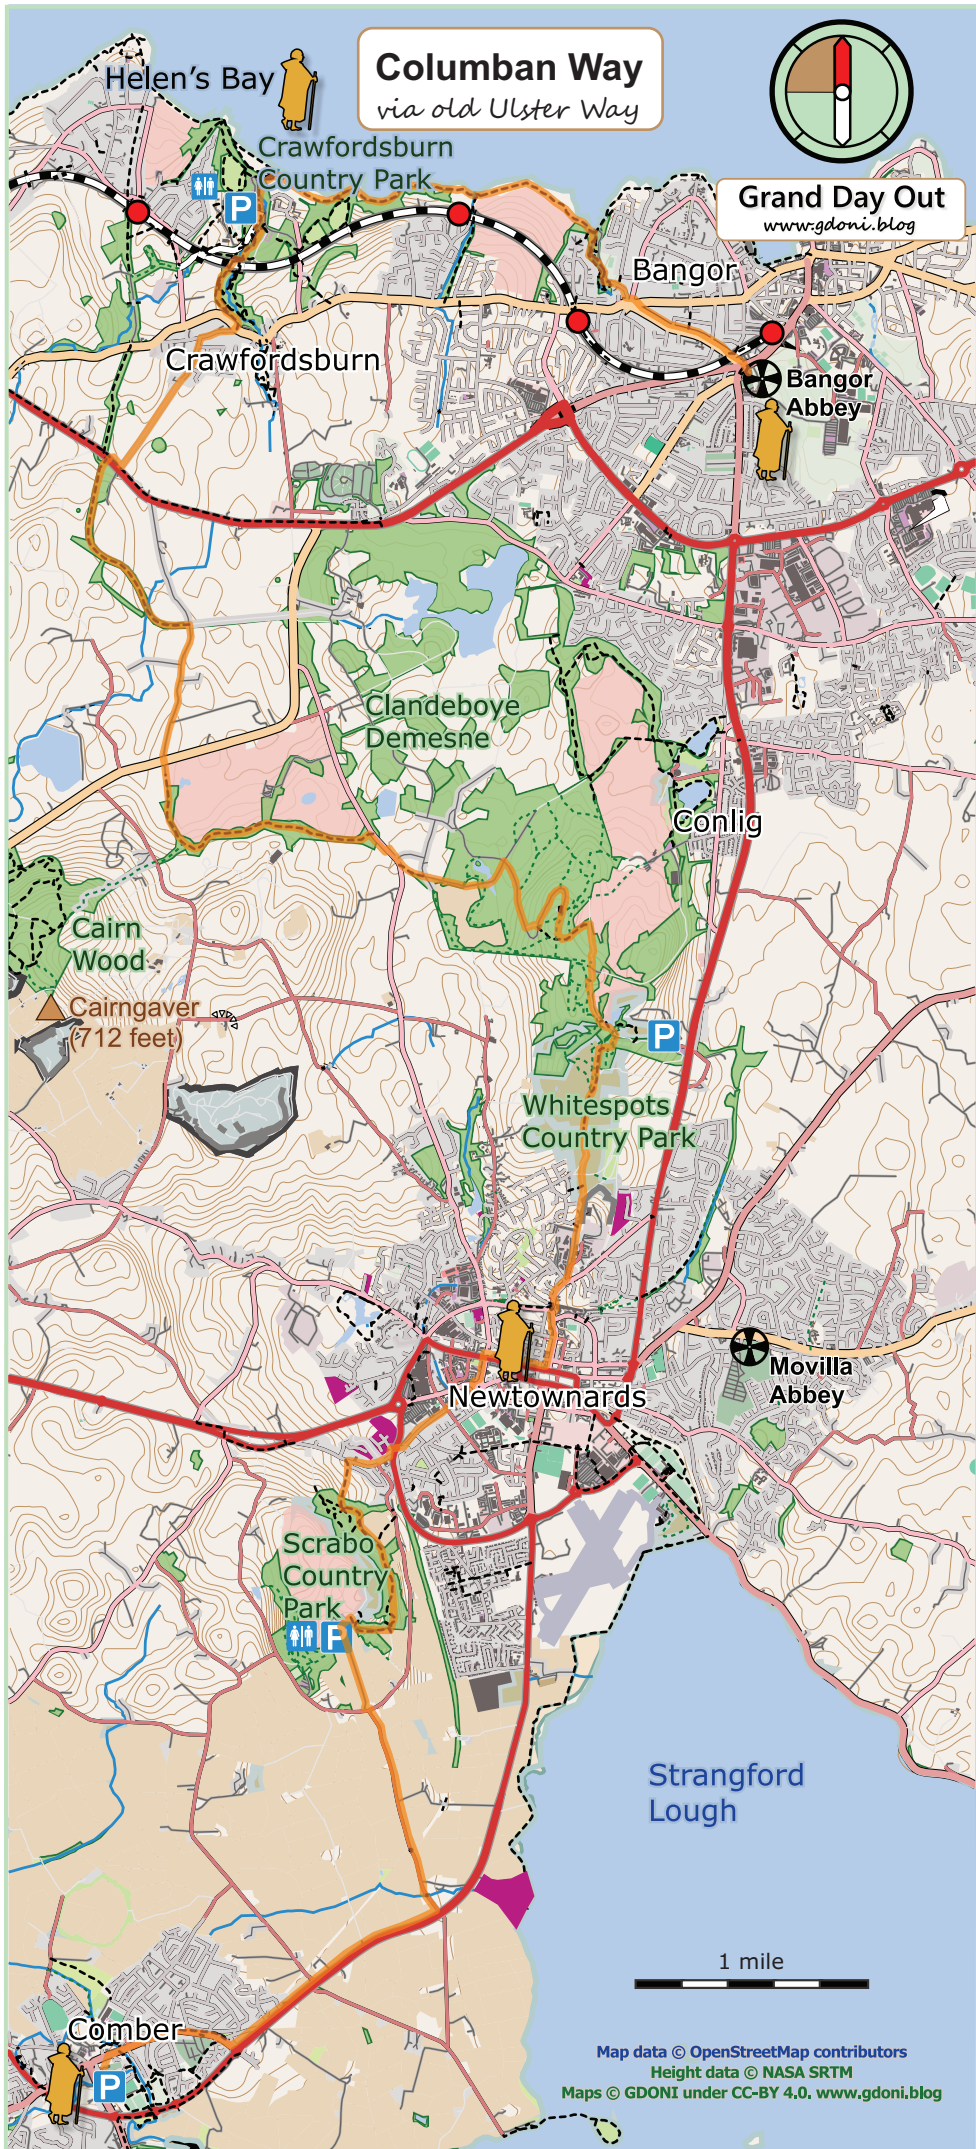 Columban Way
via old Ulster Way
Helen's Bay
Crawfordsburn
Country Park
P
Grand Day Out
www.gdoni.blog
Bangor
Crawfordsburn
Bangor
Abbey
Clandeboye
Demesne
Conlig
Cairn
Wood
Cairngaver
(712 feet)
P
Whitespots
Country Park
Movilla
Abbey
Newtownards
Scrabo
Country
Park
P
Strangford
Lough
1 mile
Comber
P
Map data © OpenStreetMap contributors
Height data © NASA SRTM
Maps © GDONI under CC-BY 4.0. www.gdoni.blog